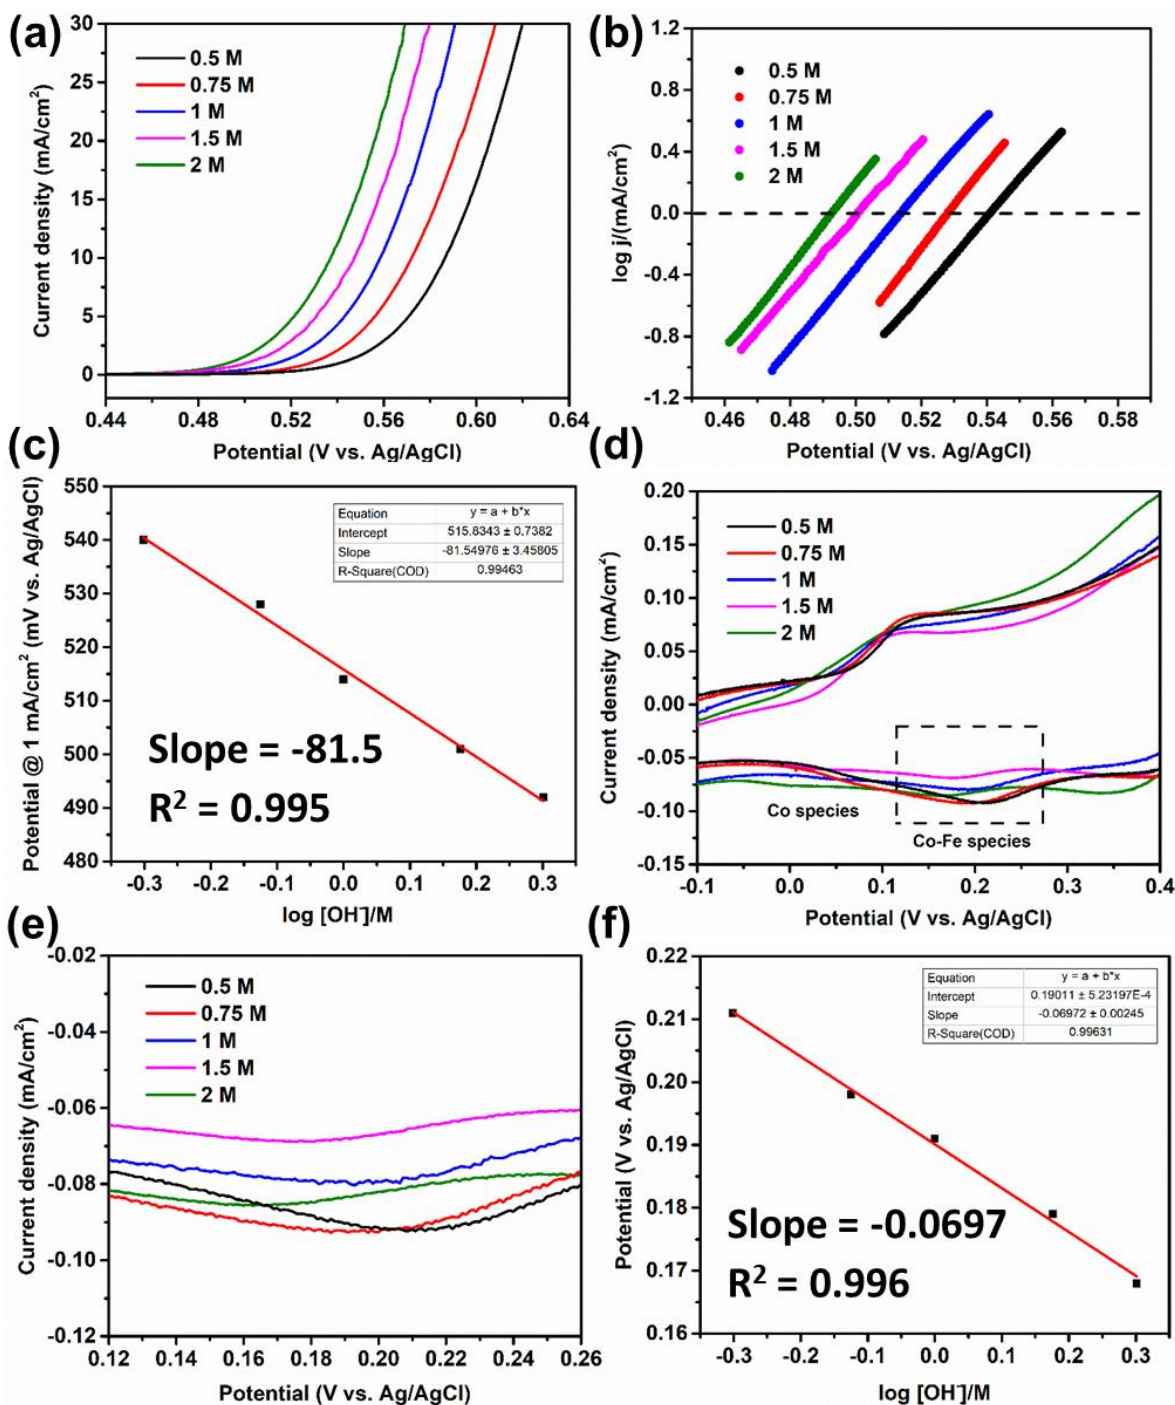 (a)
30
25
20
15
10
5
0
Current density (mA/cm²)
0.5 M
0.75 M
1 M
1.5 M
2 M
0.44 0.48 0.52 0.56 0.60 0.64
Potential (V vs. Ag/AgCl)
(b)
1.2
0.8
0.4
0.0
-0.4
-0.8
-1.2
log j/(mA/cm²)
0.5 M
0.75 M
1 M
1.5 M
2 M
0.46 0.48 0.50 0.52 0.54 0.56 0.58
Potential (V vs. Ag/AgCl)
(c)
550
540
530
520
510
500
490
480
Potential @ 1 mA/cm² (mV vs. Ag/AgCl)
Equation y = a + b*x
Intercept 515.8343 ± 0.7382
Slope -81.54976 ± 3.45805
R-Square(COD) 0.99463
Slope = -81.5
R² = 0.995
-0.3 -0.2 -0.1 0.0 0.1 0.2 0.3
log [OH⁻]/M
(d)
0.20
0.15
0.10
0.05
0.00
-0.05
-0.10
-0.15
Current density (mA/cm²)
0.5 M
0.75 M
1 M
1.5 M
2 M
Co species
Co-Fe species
-0.1 0.0 0.1 0.2 0.3 0.4
Potential (V vs. Ag/AgCl)
(e)
-0.02
-0.04
-0.06
-0.08
-0.10
-0.12
Current density (mA/cm²)
0.5 M
0.75 M
1 M
1.5 M
2 M
0.12 0.14 0.16 0.18 0.20 0.22 0.24 0.26
Potential (V vs. Ag/AgCl)
(f)
0.22
0.21
0.20
0.19
0.18
0.17
0.16
Potential (V vs. Ag/AgCl)
Equation y = a + b*x
Intercept 0.19011 ± 5.23197E-4
Slope -0.06972 ± 0.00245
R-Square(COD) 0.99631
Slope = -0.0697
R² = 0.996
-0.3 -0.2 -0.1 0.0 0.1 0.2 0.3
log [OH⁻]/M